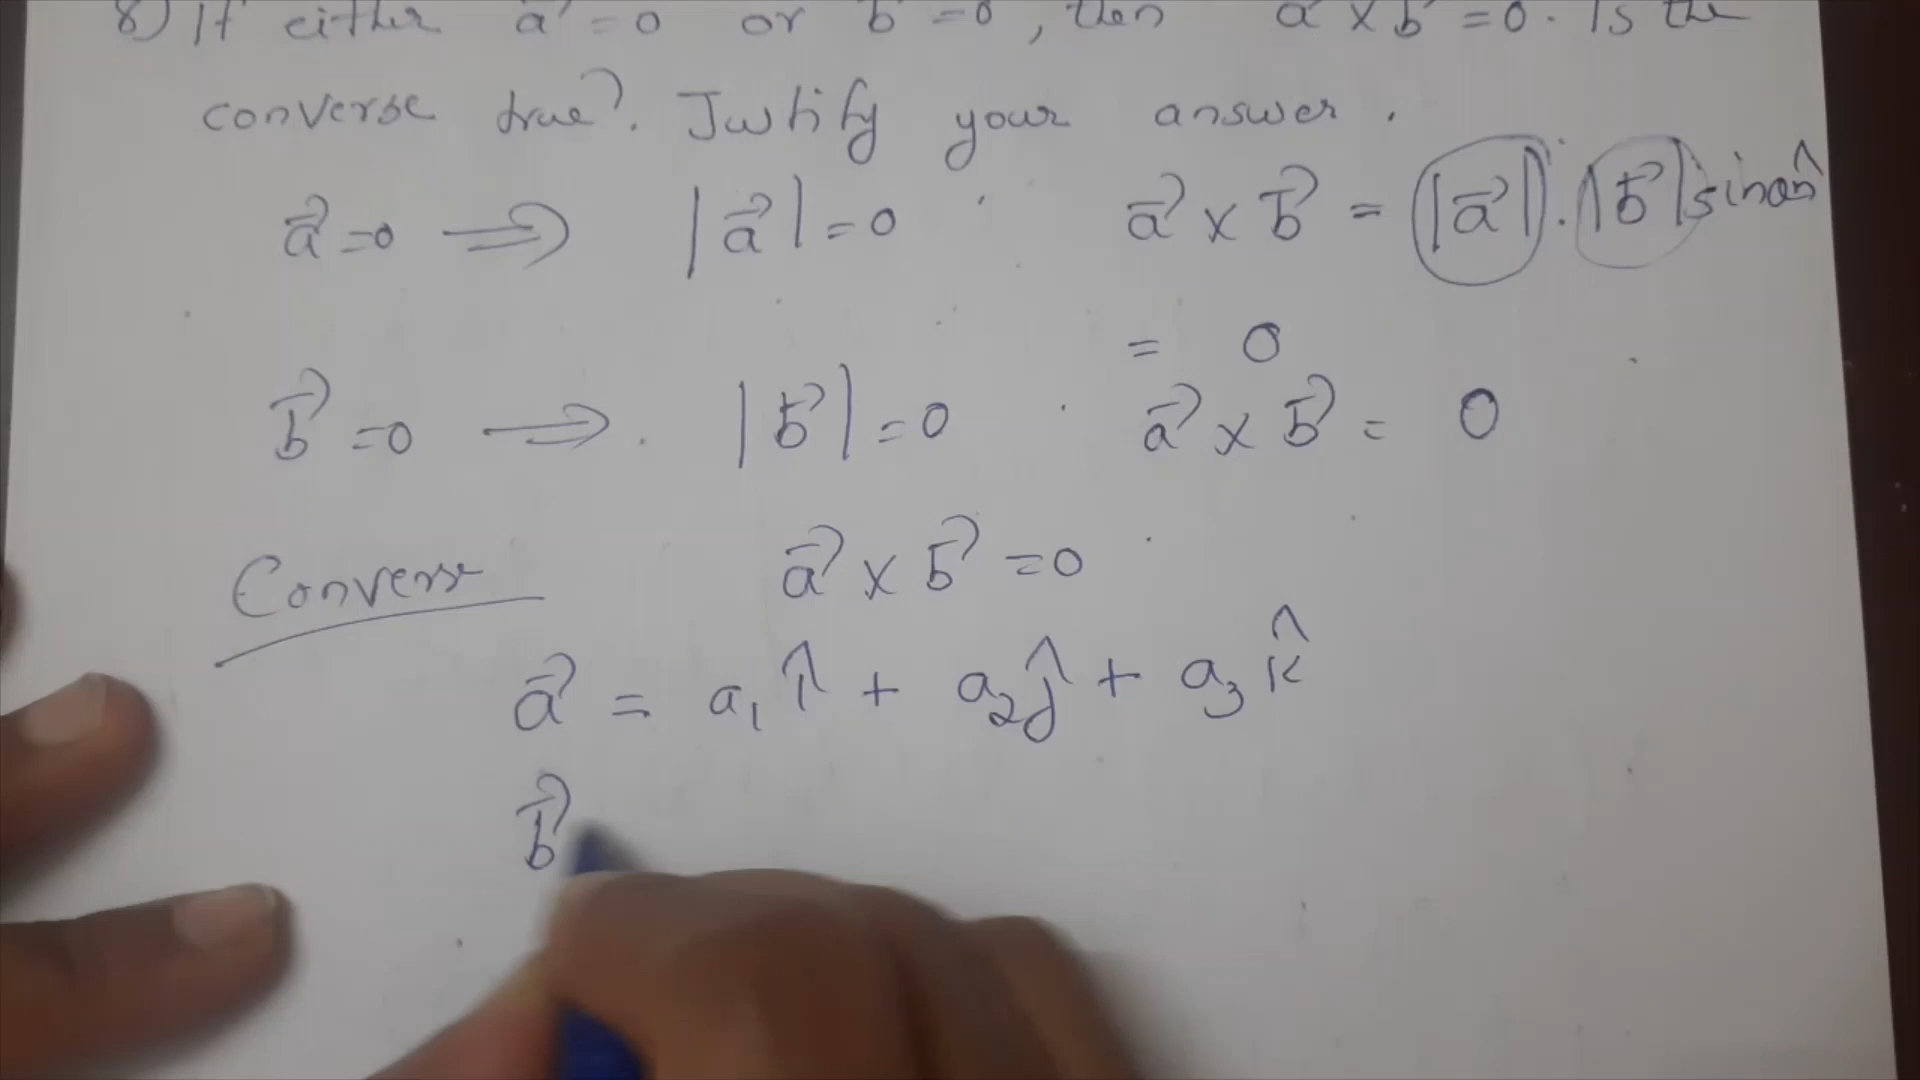 8) If either a⃗ = 0 or b⃗ = 0, then a⃗ x b⃗ = 0. Is the
converse true? Justify your answer.
a⃗ = 0 ⟹ |a⃗| = 0 a⃗ x b⃗ = |a⃗|.|b⃗| sinθn̂
= 0
b⃗ = 0 ⟹ |b⃗| = 0 a⃗ x b⃗ = 0
Converse a⃗ x b⃗ = 0
a⃗ = a₁î + a₂ĵ + a₃k̂
b⃗